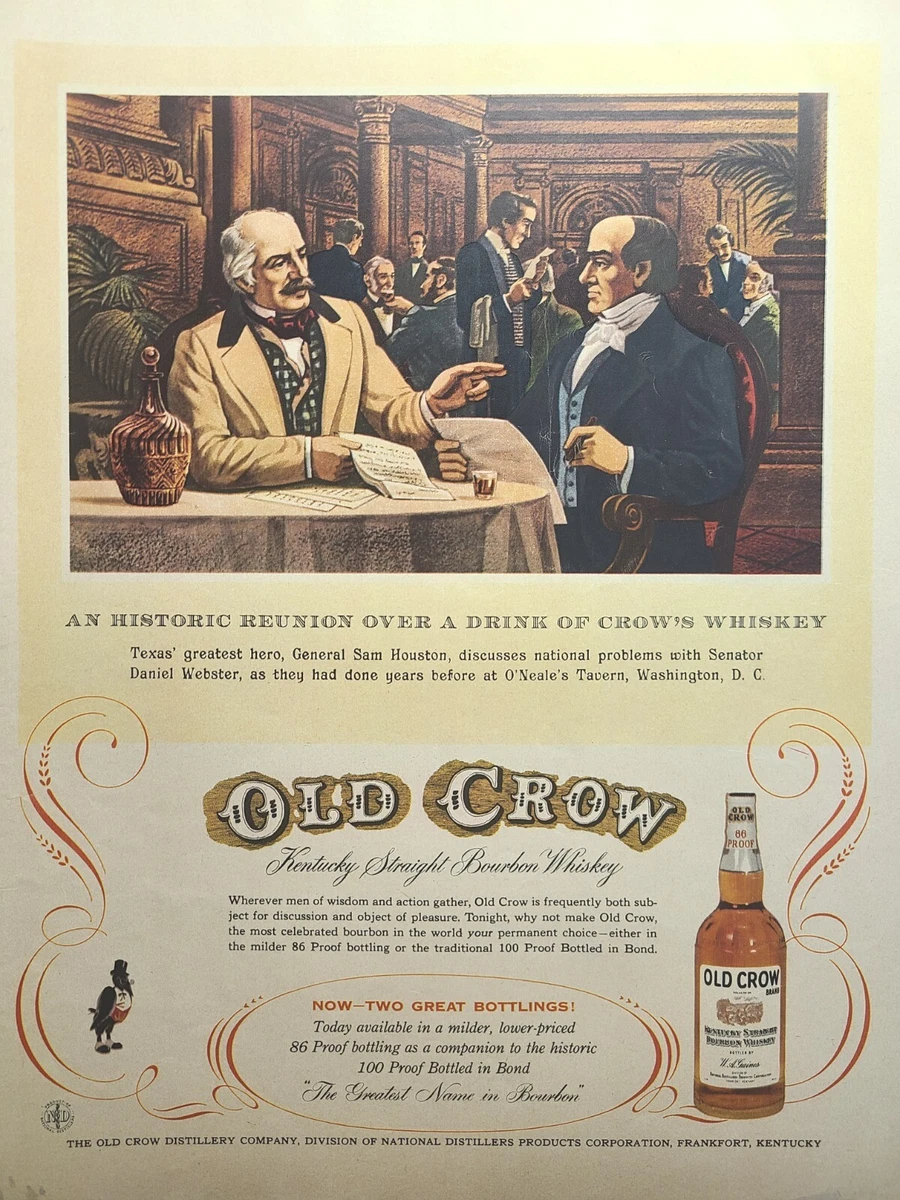 AN HISTORIC REUNION OVER A DRINK OF CROW'S WHISKEY
Texas' greatest hero, General Sam Houston, discusses national problems with Senator
Daniel Webster, as they had done years before at O'Neale's Tavern, Washington, D. C.
OLD CROW
Kentucky Straight Bourbon Whiskey
Wherever men of wisdom and action gather, Old Crow is frequently both sub-
ject for discussion and object of pleasure. Tonight, why not make Old Crow,
the most celebrated bourbon in the world your permanent choice—either in
the milder 86 Proof bottling or the traditional 100 Proof Bottled in Bond.
NOW—TWO GREAT BOTTLINGS!
Today available in a milder, lower-priced
86 Proof bottling as a companion to the historic
100 Proof Bottled in Bond
"The Greatest Name in Bourbon"
OLD
CROW
86
PROOF
OLD CROW
BRAND
KENTUCKY STRAIGHT
BOURBON WHISKEY
BOTTLED BY
W.A. Gaines
THE OLD CROW DISTILLERY COMPANY, DIVISION OF NATIONAL DISTILLERS PRODUCTS CORPORATION, FRANKFORT, KENTUCKY